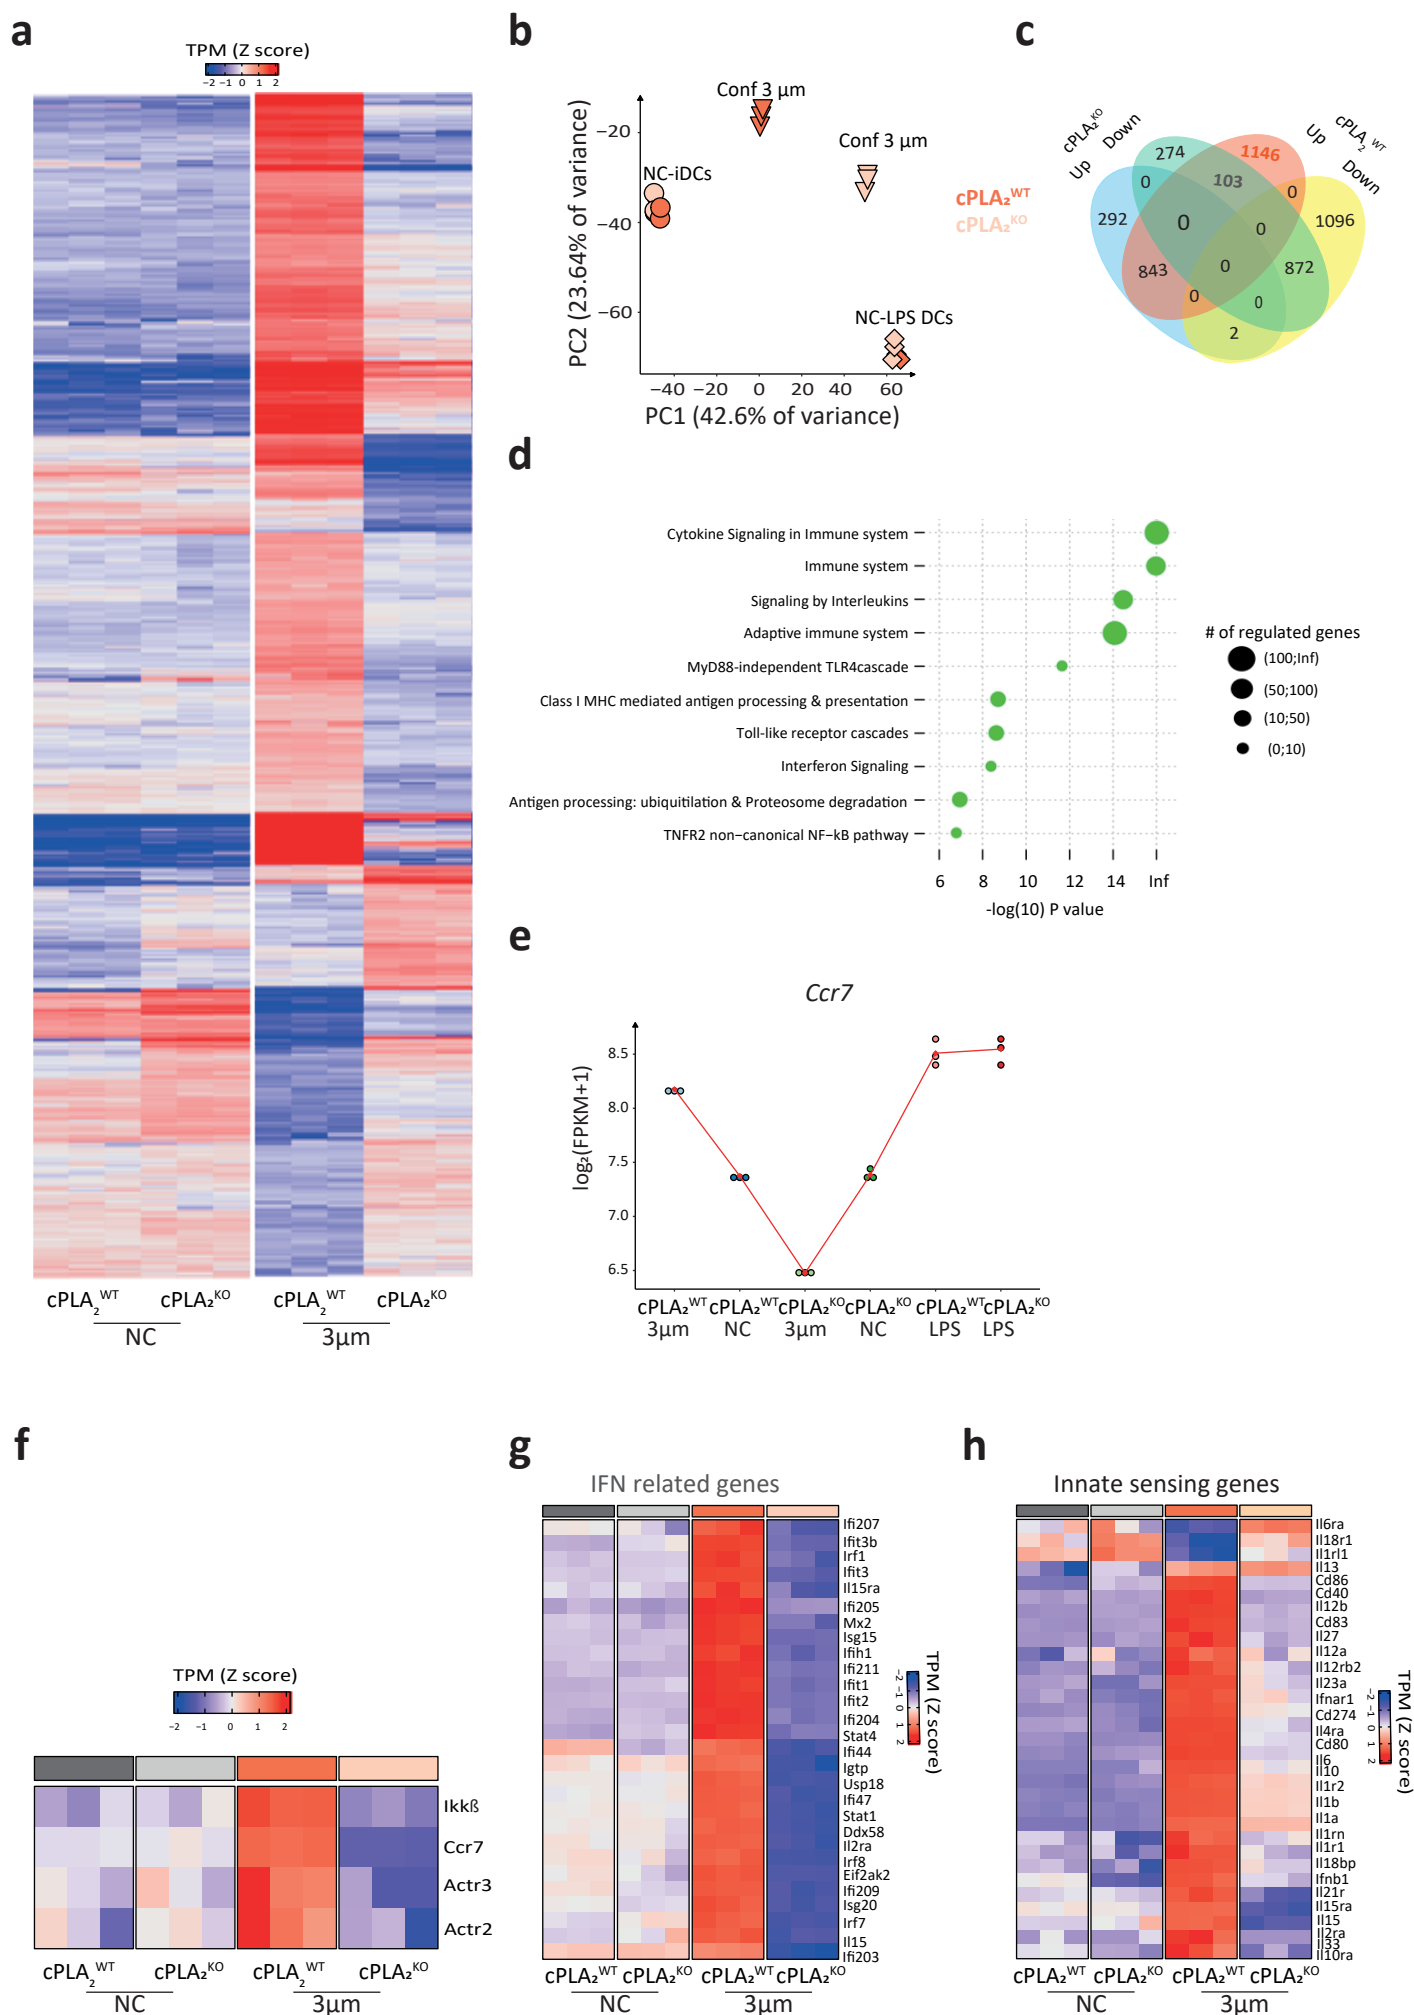 a
TPM (Z score)
-2 -1 0 1 2
cPLA2WT cPLA2KO cPLA2WT cPLA2KO
NC 3µm
b
Conf 3 µm
Conf 3 µm
NC-iDCs
NC-LPS DCs
cPLA2WT
cPLA2KO
PC2 (23.64% of variance)
−20
−40
−60
−40 −20 0 20 40 60
PC1 (42.6% of variance)
c
cPLA2KO cPLA2WT
Up Down Up Down
274 1146
0 103 0
292 0 0 1096
843 0 872
0 0
2
d
Cytokine Signaling in Immune system
Immune system
Signaling by Interleukins
Adaptive immune system
MyD88-independent TLR4cascade
Class I MHC mediated antigen processing & presentation
Toll-like receptor cascades
Interferon Signaling
Antigen processing: ubiquitilation & Proteosome degradation
TNFR2 non−canonical NF−kB pathway
6 8 10 12 14 Inf
-log(10) P value
# of regulated genes
(100;Inf)
(50;100)
(10;50)
(0;10)
e
Ccr7
log2(FPKM+1)
8.5
8.0
7.5
7.0
6.5
cPLA2WT cPLA2WT cPLA2KO cPLA2KO cPLA2WT cPLA2KO
3µm NC 3µm NC LPS LPS
f
TPM (Z score)
-2 -1 0 1 2
Ikkß
Ccr7
Actr3
Actr2
cPLA2WT cPLA2KO cPLA2WT cPLA2KO
NC 3µm
g
IFN related genes
Ifi207
Ifit3b
Irf1
Ifit3
Il15ra
Ifi205
Mx2
Isg15
Ifih1
Ifi211
Ifit1
Ifit2
Ifi204
Stat4
Ifi44
Igtp
Usp18
Ifi47
Stat1
Ddx58
Il2ra
Irf8
Eif2ak2
Ifi209
Isg20
Irf7
Il15
Ifi203
TPM (Z score)
-2 -1 0 1 2
cPLA2WT cPLA2KO cPLA2WT cPLA2KO
NC 3µm
h
Innate sensing genes
Il6ra
Il18r1
Il1rl1
Il13
Cd86
Cd40
Il12b
Cd83
Il27
Il12a
Il12rb2
Il23a
Ifnar1
Cd274
Il4ra
Cd80
Il6
Il10
Il1r2
Il1b
Il1a
Il1rn
Il1r1
Il18bp
Ifnb1
Il21r
Il15ra
Il15
Il2ra
Il33
Il10ra
TPM (Z score)
-2 -1 0 1 2
cPLA2WT cPLA2KO cPLA2WT cPLA2KO
NC 3µm